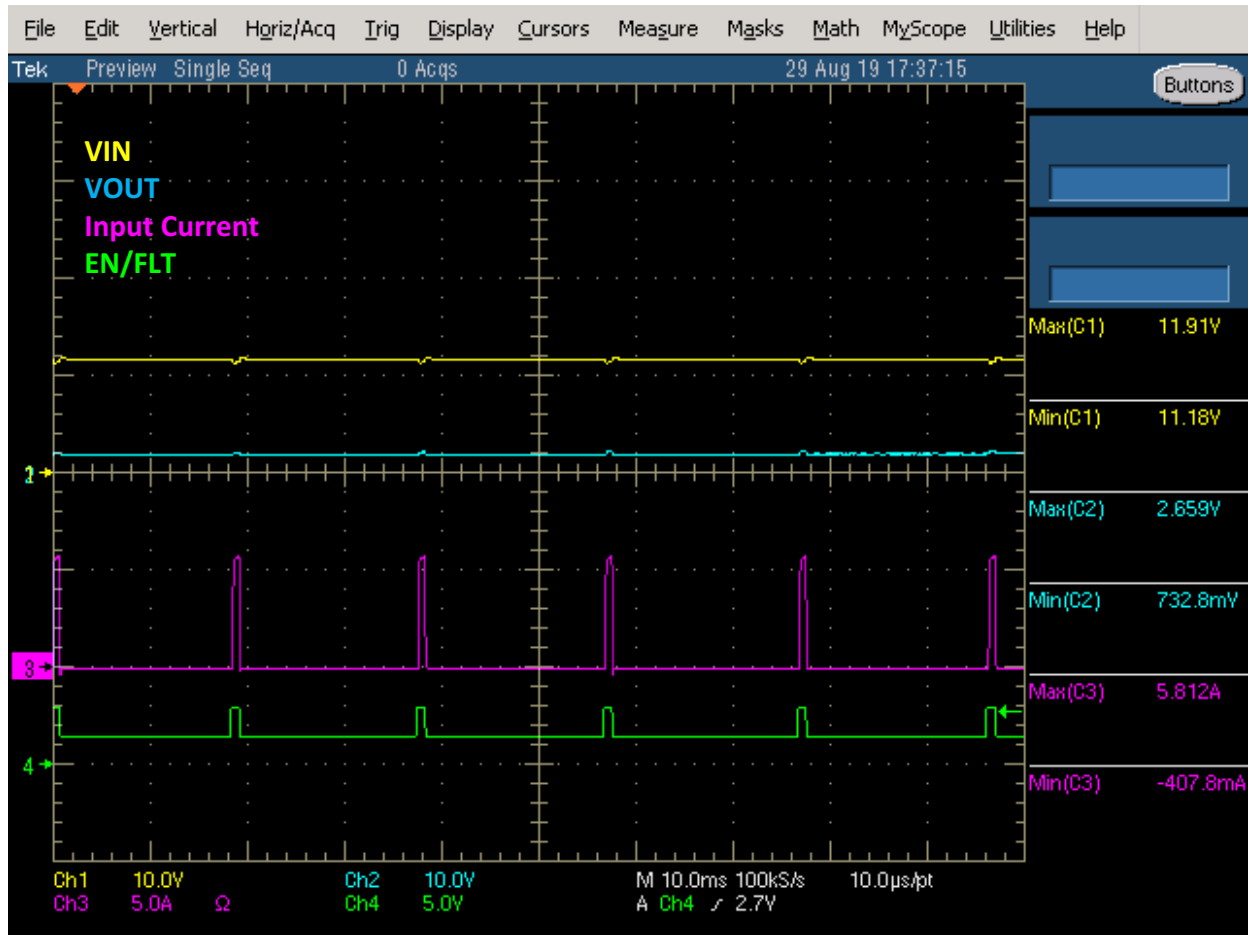 File Edit Vertical Horiz/Acq Trig Display Cursors Measure Masks Math MyScope Utilities Help
Tek Preview Single Seq 0 Acqs 29 Aug 19 17:37:15
Buttons
VIN
VOUT
Input Current
EN/FLT
Max(C1) 11.91V
Min(C1) 11.18V
2
Max(C2) 2.659V
Min(C2) 732.8mV
3
Max(C3) 5.812A
4
Min(C3) -407.8mA
Ch1 10.0V Ch2 10.0V M 10.0ms 100kS/s 10.0µs/pt
Ch3 5.0A Ω Ch4 5.0V A Ch4 / 2.7V